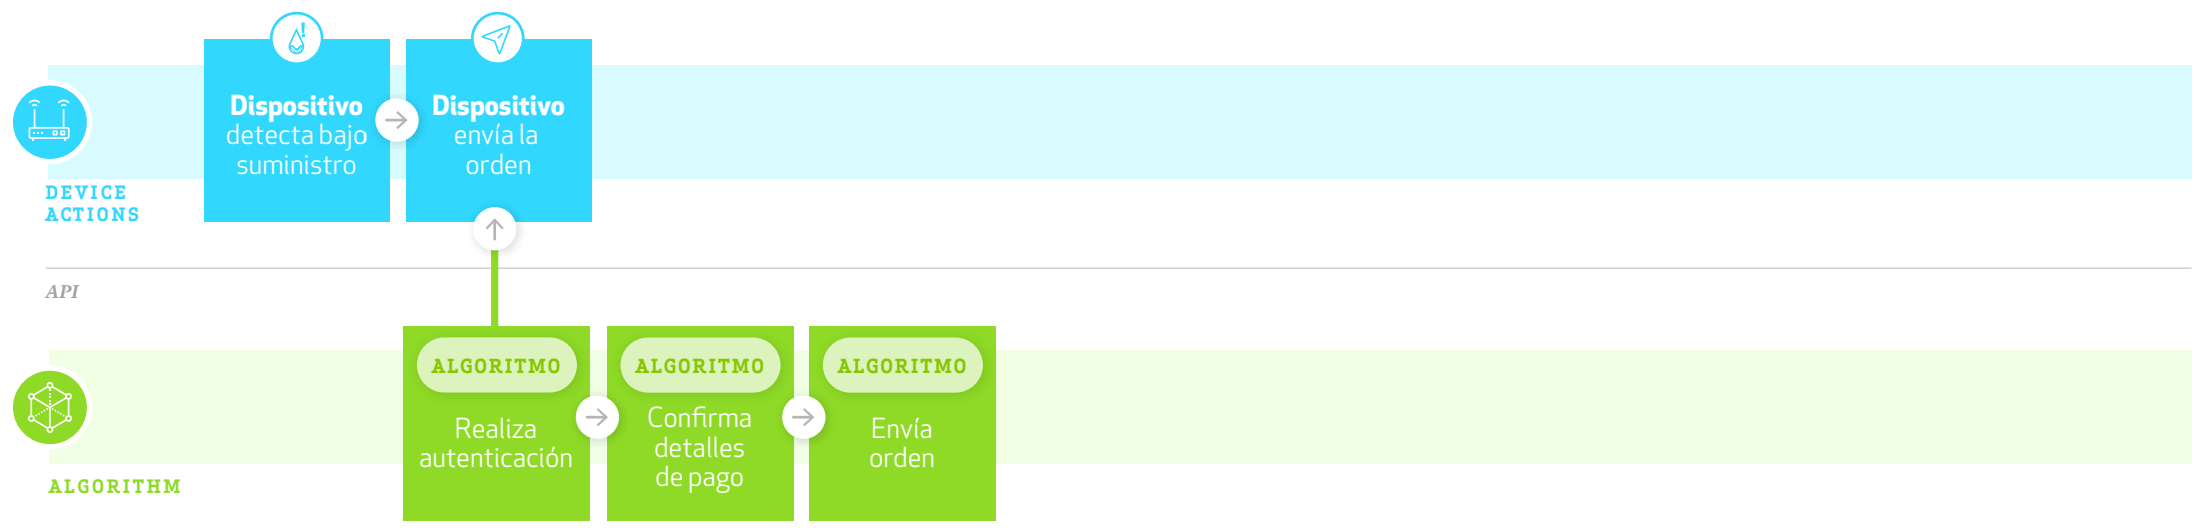 Dispositivo
detecta bajo
suministro
Dispositivo
envía la
orden
DEVICE
ACTIONS
API
ALGORITMO
Realiza
autenticación
ALGORITMO
Confirma
detalles
de pago
ALGORITMO
Envía
orden
ALGORITHM